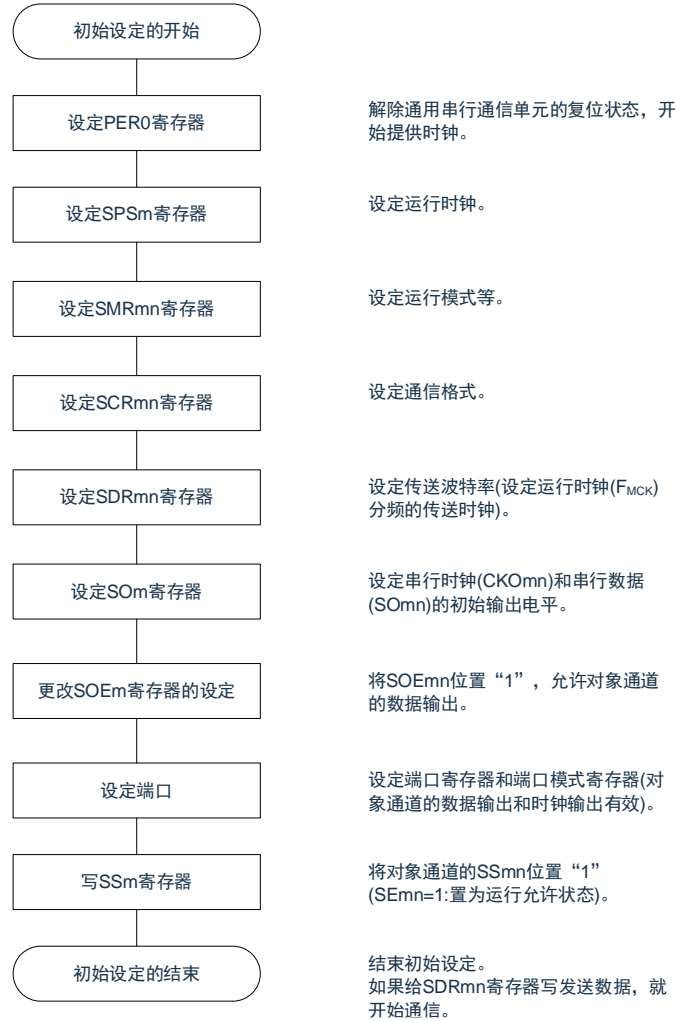 初始设定的开始
设定PER0寄存器
解除通用串行通信单元的复位状态，开
始提供时钟。
设定SPSm寄存器
设定运行时钟。
设定SMRmn寄存器
设定运行模式等。
设定SCRmn寄存器
设定通信格式。
设定SDRmn寄存器
设定传送波特率(设定运行时钟(FMCK)
分频的传送时钟)。
设定SOm寄存器
设定串行时钟(CKOmn)和串行数据
(SOmn)的初始输出电平。
更改SOEm寄存器的设定
将SOEmn位置“1”，允许对象通道
的数据输出。
设定端口
设定端口寄存器和端口模式寄存器(对
象通道的数据输出和时钟输出有效)。
写SSm寄存器
将对象通道的SSmn位置“1”
(SEmn=1:置为运行允许状态)。
初始设定的结束
结束初始设定。
如果给SDRmn寄存器写发送数据，就
开始通信。